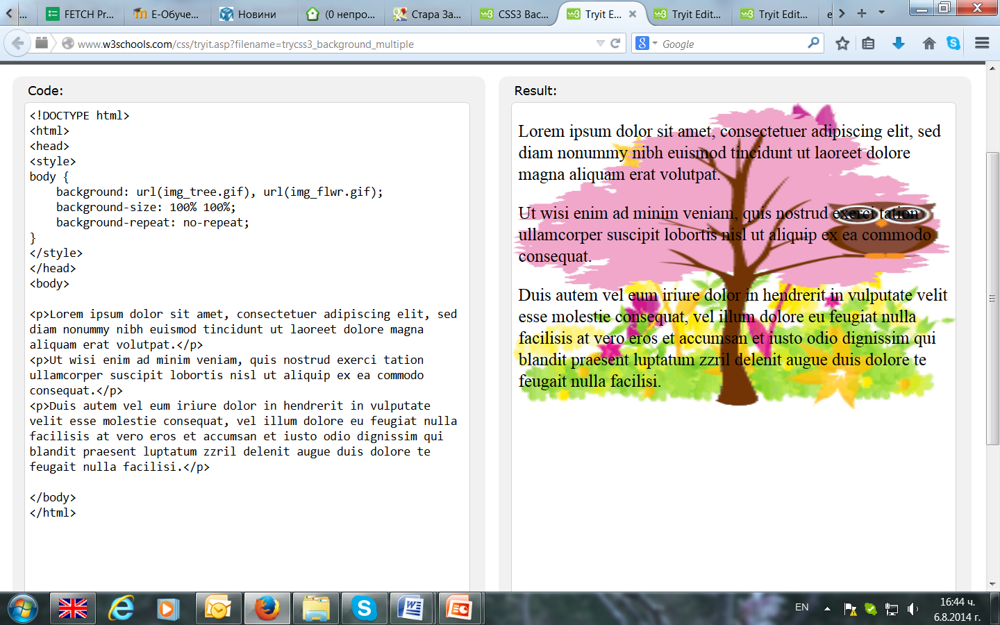 ...
FETCH Pr...
Е-Обуче...
Новини
(0 непро...
Стара За...
CSS3 Bac...
Tryit E...
Tryit Edit...
Tryit Edit...
www.w3schools.com/css/tryit.asp?filename=trycss3_background_multiple
Google
Code:
<!DOCTYPE html>
<html>
<head>
<style>
body {
background: url(img_tree.gif), url(img_flwr.gif);
background-size: 100% 100%;
background-repeat: no-repeat;
}
</style>
</head>
<body>
<p>Lorem ipsum dolor sit amet, consectetuer adipiscing elit, sed
diam nonummy nibh euismod tincidunt ut laoreet dolore magna
aliquam erat volutpat.</p>
<p>Ut wisi enim ad minim veniam, quis nostrud exerci tation
ullamcorper suscipit lobortis nisl ut aliquip ex ea commodo
consequat.</p>
<p>Duis autem vel eum iriure dolor in hendrerit in vulputate
velit esse molestie consequat, vel illum dolore eu feugiat nulla
facilisis at vero eros et accumsan et iusto odio dignissim qui
blandit praesent luptatum zzril delenit augue duis dolore te
feugait nulla facilisi.</p>
</body>
</html>
Result:
Lorem ipsum dolor sit amet, consectetuer adipiscing elit, sed
diam nonummy nibh euismod tincidunt ut laoreet dolore
magna aliquam erat volutpat.
Ut wisi enim ad minim veniam, quis nostrud exerci tation
ullamcorper suscipit lobortis nisl ut aliquip ex ea commodo
consequat.
Duis autem vel eum iriure dolor in hendrerit in vulputate velit
esse molestie consequat, vel illum dolore eu feugiat nulla
facilisis at vero eros et accumsan et iusto odio dignissim qui
blandit praesent luptatum zzril delenit augue duis dolore te
feugait nulla facilisi.
EN
16:44 ч.
6.8.2014 г.